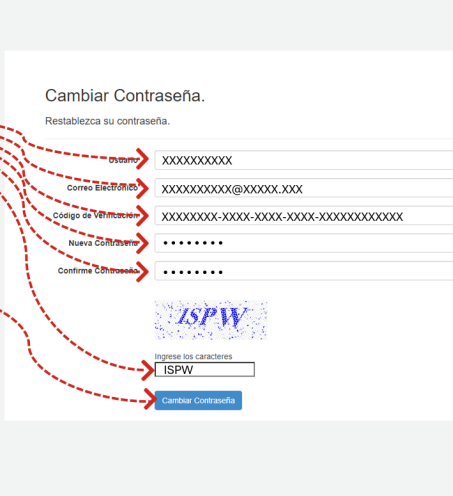 Cambiar Contraseña.
Restablezca su contraseña.
Usuario XXXXXXXXXX
Correo Electrónico XXXXXXXXXX@XXXXX.XXX
Código de Verificación XXXXXXXX-XXXX-XXXX-XXXX-XXXXXXXXXXXX
Nueva Contraseña ••••••••
Confirme Contraseña ••••••••
ISPW
Ingrese los caracteres
ISPW
Cambiar Contraseña